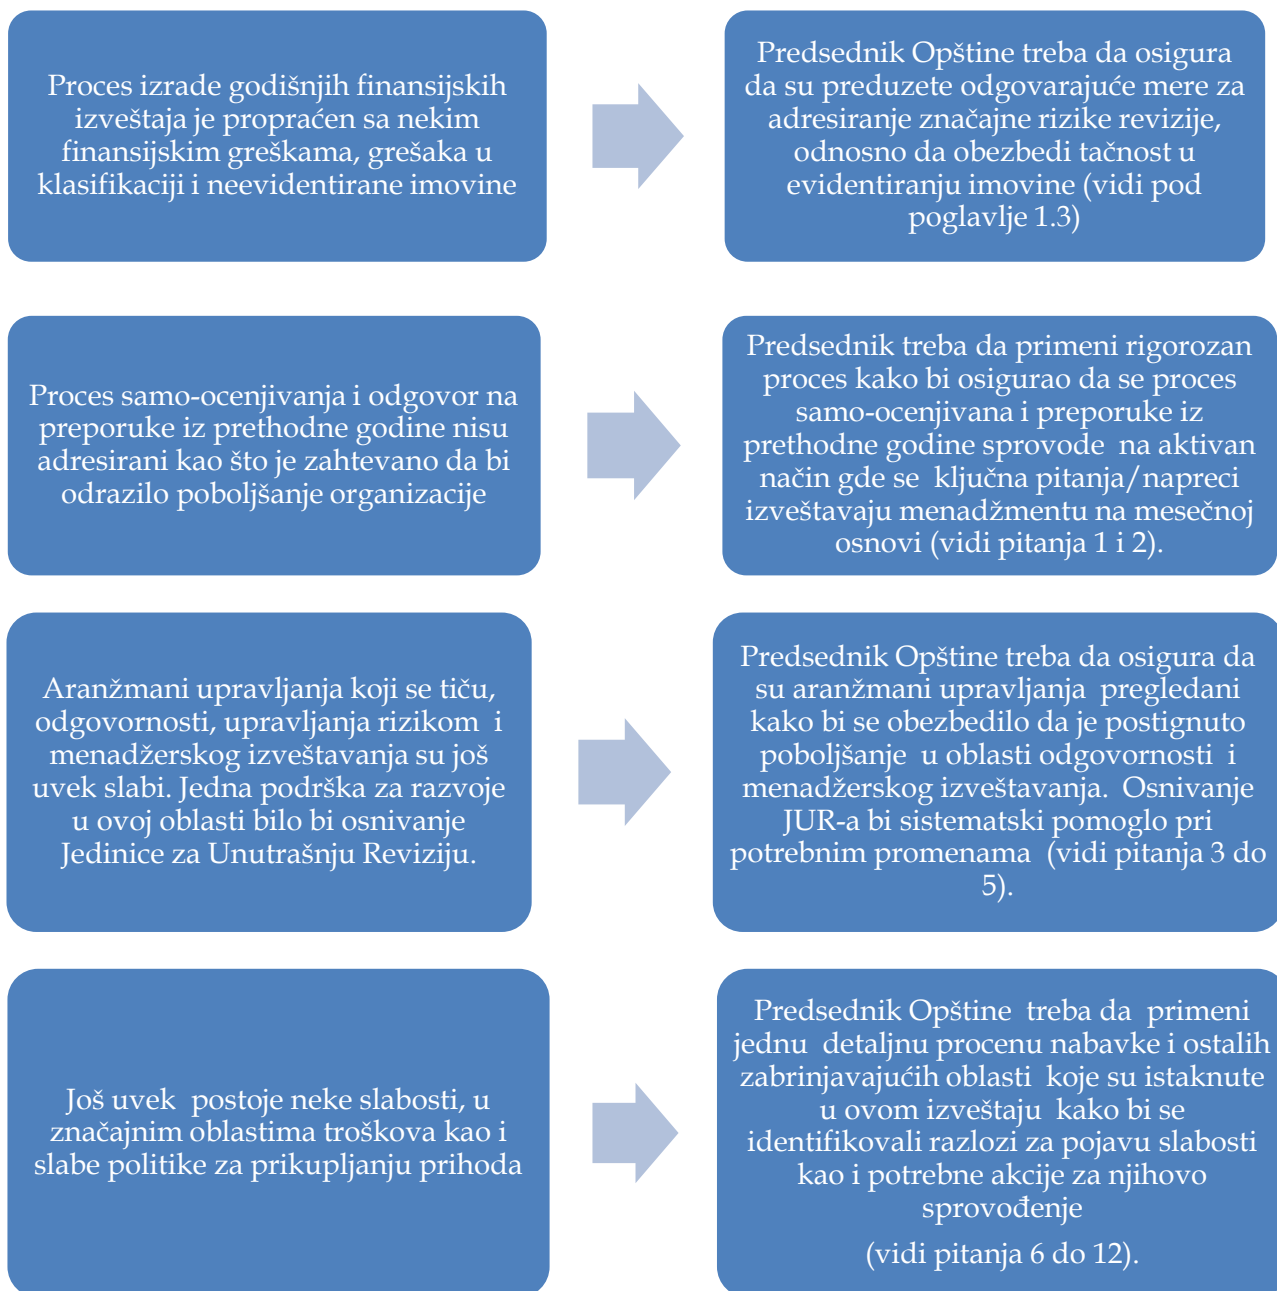 Proces izrade godišnjih finansijskih
izveštaja je propraćen sa nekim
finansijskim greškama, grešaka u
klasifikaciji i neevidentirane imovine
Predsednik Opštine treba da osigura
da su preduzete odgovarajuće mere za
adresiranje značajne rizike revizije,
odnosno da obezbedi tačnost u
evidentiranju imovine (vidi pod
poglavlje 1.3)
Proces samo-ocenjivanja i odgovor na
preporuke iz prethodne godine nisu
adresirani kao što je zahtevano da bi
odrazilo poboljšanje organizacije
Predsednik treba da primeni rigorozan
proces kako bi osigurao da se proces
samo-ocenjivana i preporuke iz
prethodne godine sprovode na aktivan
način gde se ključna pitanja/napreci
izveštavaju menadžmentu na mesečnoj
osnovi (vidi pitanja 1 i 2).
Aranžmani upravljanja koji se tiču,
odgovornosti, upravljanja rizikom i
menadžerskog izveštavanja su još
uvek slabi. Jedna podrška za razvoje
u ovoj oblasti bilo bi osnivanje
Jedinice za Unutrašnju Reviziju.
Predsednik Opštine treba da osigura da
su aranžmani upravljanja pregledani
kako bi se obezbedilo da je postignuto
poboljšanje u oblasti odgovornosti i
menadžerskog izveštavanja. Osnivanje
JUR-a bi sistematski pomoglo pri
potrebnim promenama (vidi pitanja 3 do
5).
Još uvek postoje neke slabosti, u
značajnim oblastima troškova kao i
slabe politike za prikupljanju prihoda
Predsednik Opštine treba da primeni
jednu detaljnu procenu nabavke i ostalih
zabrinjavajućih oblasti koje su istaknute
u ovom izveštaju kako bi se
identifikovali razlozi za pojavu slabosti
kao i potrebne akcije za njihovo
sprovođenje
(vidi pitanja 6 do 12).